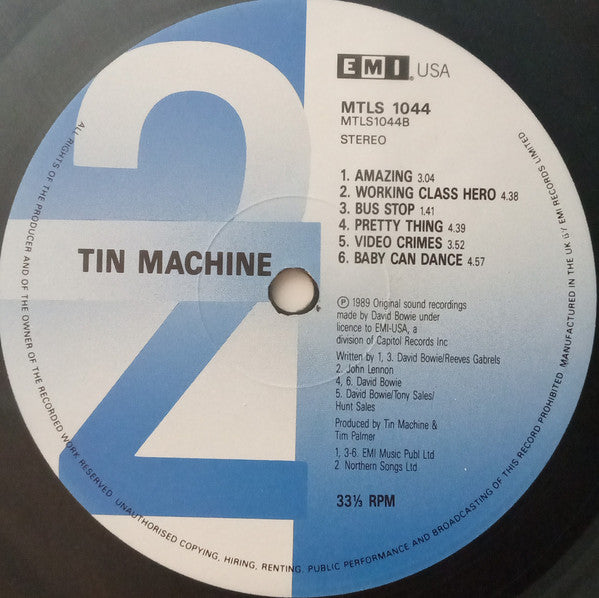 2
EMI USA
MTLS 1044
MTLS1044B
STEREO
1. AMAZING 3.04
2. WORKING CLASS HERO 4.38
3. BUS STOP 1.41
4. PRETTY THING 4.39
5. VIDEO CRIMES 3.52
6. BABY CAN DANCE 4.57
TIN MACHINE
℗ 1989 Original sound recordings
made by David Bowie under
licence to EMI-USA, a
division of Capitol Records Inc
Written by 1, 3. David Bowie/Reeves Gabrels
2. John Lennon
4, 6. David Bowie
5. David Bowie/Tony Sales/
Hunt Sales
Produced by Tin Machine &
Tim Palmer
1, 3-6. EMI Music Publ Ltd
2. Northern Songs Ltd
33⅓ RPM
ALL RIGHTS OF THE PRODUCER AND OF THE OWNER OF THE RECORDED WORK RESERVED. UNAUTHORISED COPYING, HIRING, RENTING, PUBLIC PERFORMANCE AND BROADCASTING OF THIS RECORD PROHIBITED. MANUFACTURED IN THE UK by EMI RECORDS LIMITED